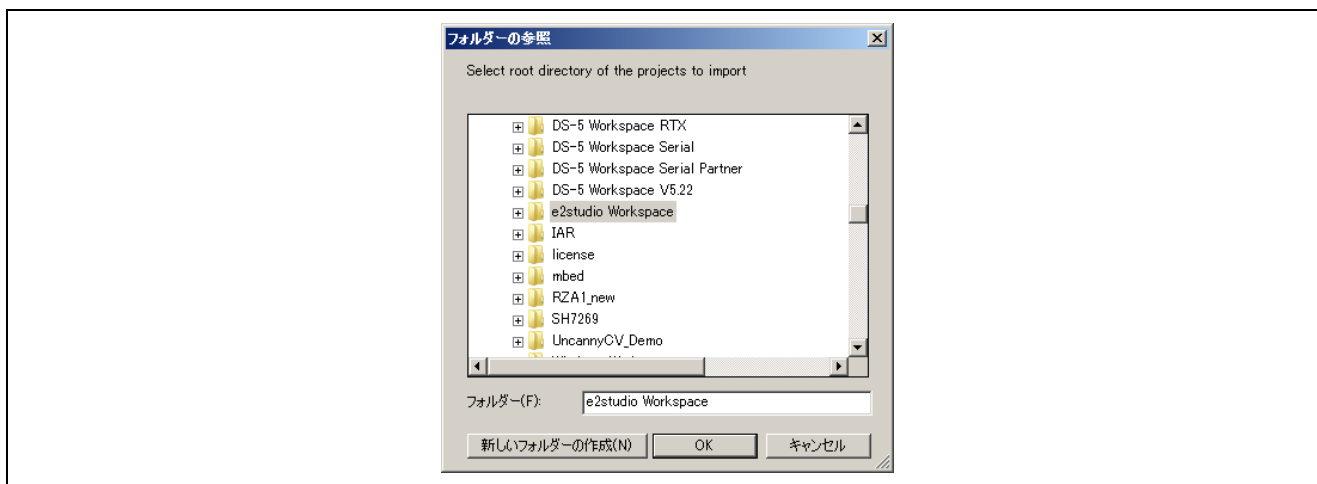 フォルダーの参照
Select root directory of the projects to import
DS-5 Workspace RTX
DS-5 Workspace Serial
DS-5 Workspace Serial Partner
DS-5 Workspace V5.22
e2studio Workspace
IAR
license
mbed
RZA1_new
SH7269
UncannyCV_Demo
フォルダー(F): e2studio Workspace
新しいフォルダーの作成(N) OK キャンセル